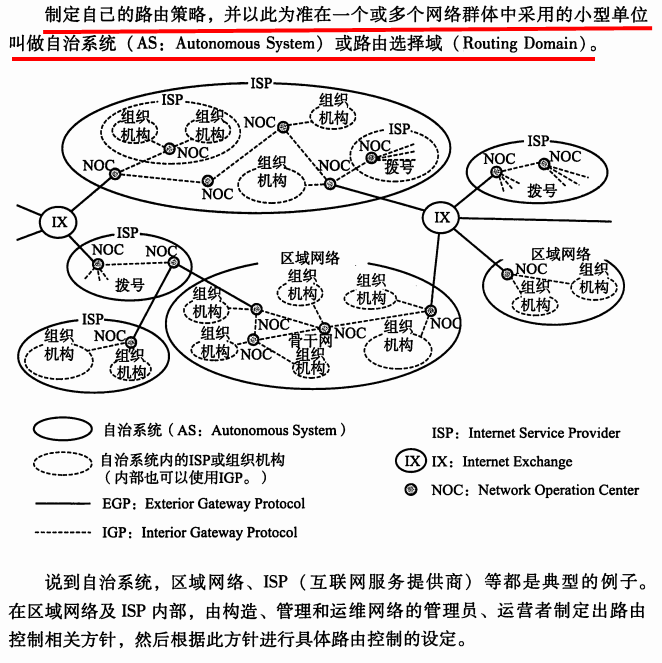 制定自己的路由策略，并以此为准在一个或多个网络群体中采用的小型单位
叫做自治系统（AS：Autonomous System）或路由选择域（Routing Domain）。
ISP
ISP
组织
机构
组织
机构
NOC
NOC
组织
机构
ISP
NOC
拨号
组织
机构
NOC
NOC
ISP
NOC
NOC
拨号
IX
IX
ISP
NOC
NOC
拨号
区域网络
组织
机构
组织
机构
组织
机构
组织
机构
NOC
NOC
骨干网
NOC
组织
机构
组织
机构
NOC
区域网络
NOC
组织
机构
组织
机构
ISP
组织
机构
NOC
组织
机构
自治系统（AS：Autonomous System）
自治系统内的ISP或组织机构
（内部也可以使用IGP。）
EGP：Exterior Gateway Protocol
IGP：Interior Gateway Protocol
ISP：Internet Service Provider
IX IX：Internet Exchange
NOC：Network Operation Center
说到自治系统，区域网络、ISP（互联网服务提供商）等都是典型的例子。
在区域网络及 ISP 内部，由构造、管理和运维网络的管理员、运营者制定出路由
控制相关方针，然后根据此方针进行具体路由控制的设定。